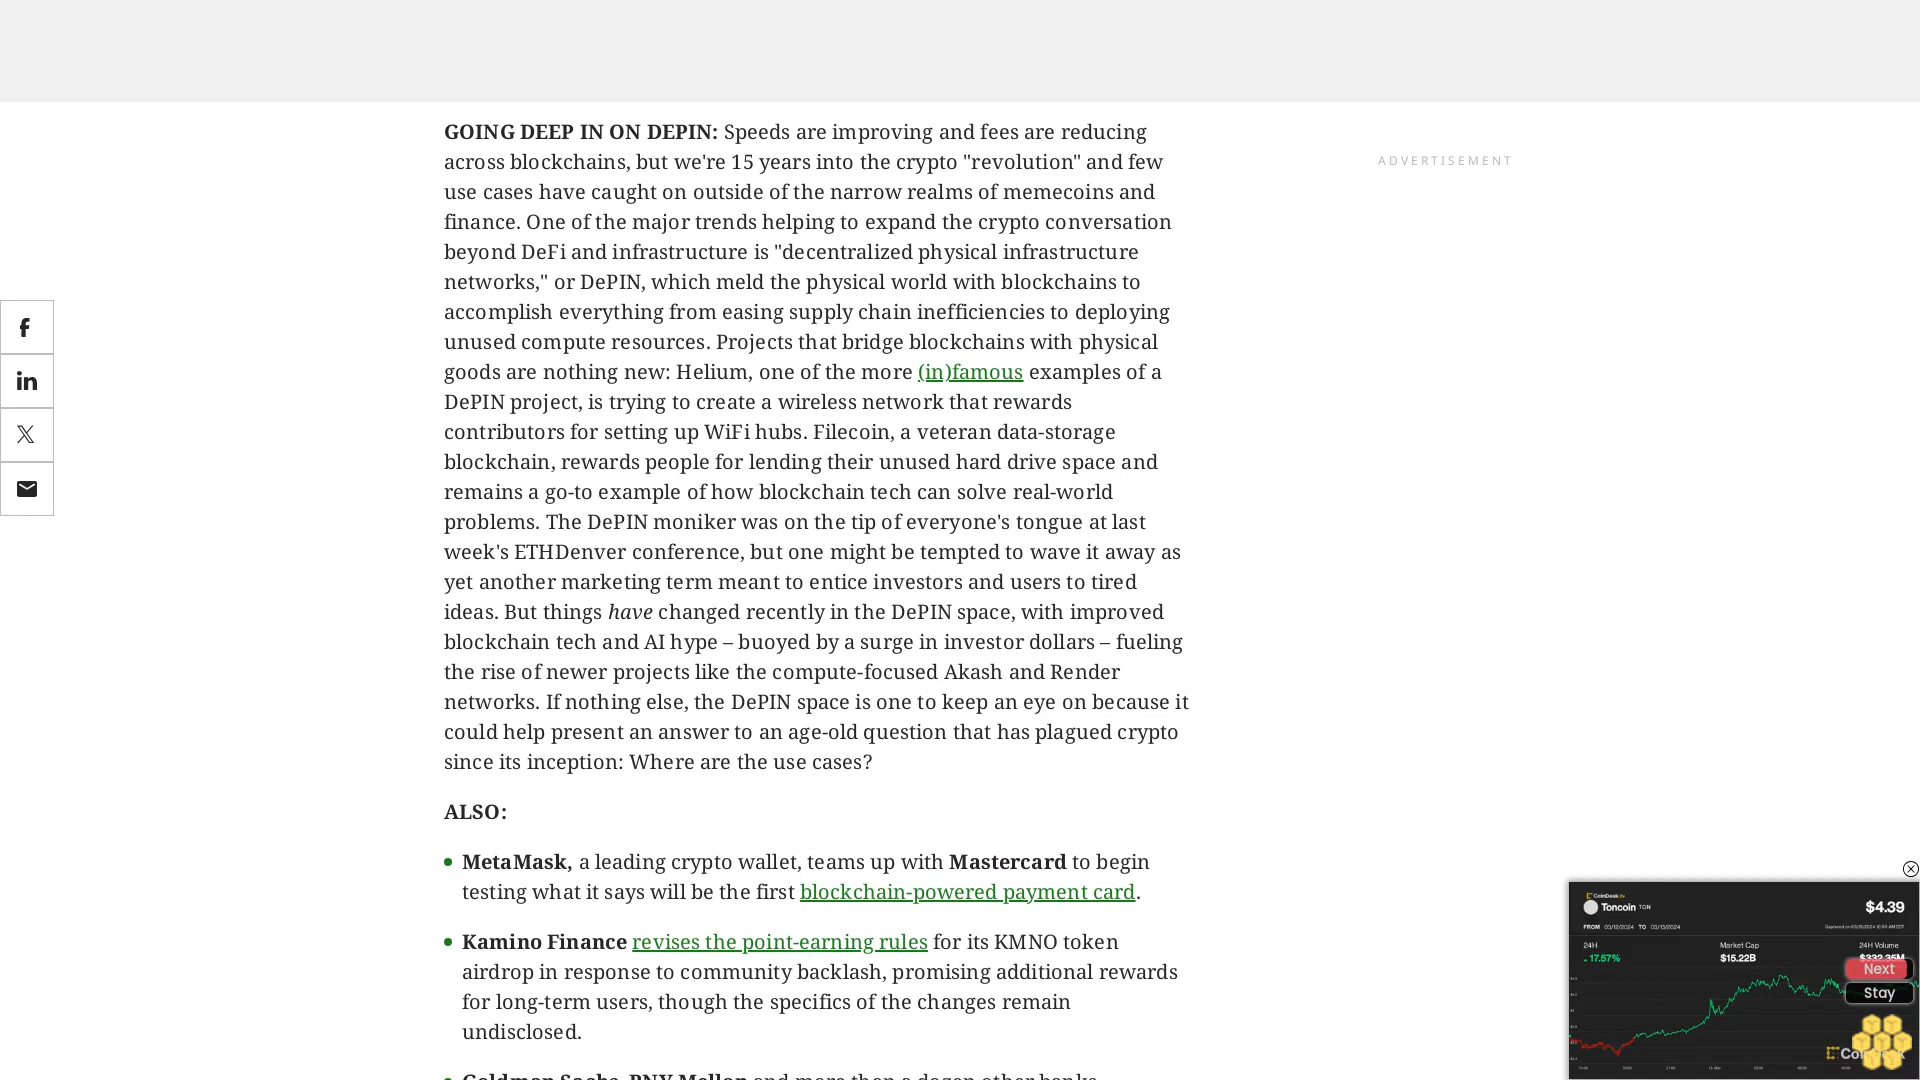 GOING DEEP IN ON DEPIN: Speeds are improving and fees are reducing
across blockchains, but we're 15 years into the crypto "revolution" and few
use cases have caught on outside of the narrow realms of memecoins and
finance. One of the major trends helping to expand the crypto conversation
beyond DeFi and infrastructure is "decentralized physical infrastructure
networks," or DePIN, which meld the physical world with blockchains to
accomplish everything from easing supply chain inefficiencies to deploying
unused compute resources. Projects that bridge blockchains with physical
goods are nothing new: Helium, one of the more (in)famous examples of a
DePIN project, is trying to create a wireless network that rewards
contributors for setting up WiFi hubs. Filecoin, a veteran data-storage
blockchain, rewards people for lending their unused hard drive space and
remains a go-to example of how blockchain tech can solve real-world
problems. The DePIN moniker was on the tip of everyone's tongue at last
week's ETHDenver conference, but one might be tempted to wave it away as
yet another marketing term meant to entice investors and users to tired
ideas. But things have changed recently in the DePIN space, with improved
blockchain tech and AI hype – buoyed by a surge in investor dollars – fueling
the rise of newer projects like the compute-focused Akash and Render
networks. If nothing else, the DePIN space is one to keep an eye on because it
could help present an answer to an age-old question that has plagued crypto
since its inception: Where are the use cases?
ALSO:
MetaMask, a leading crypto wallet, teams up with Mastercard to begin
testing what it says will be the first blockchain-powered payment card.
Kamino Finance revises the point-earning rules for its KMNO token
airdrop in response to community backlash, promising additional rewards
for long-term users, though the specifics of the changes remain
undisclosed.
Goldman Sachs, BNY Mellon and more than a dozen other banks
ADVERTISEMENT
CoinDesk.tv
Toncoin TON
$4.39
FROM 03/12/2024 TO 03/13/2024
24H
Market Cap
24H Volume
17.57%
$15.22B
$332.35M
Next
Stay